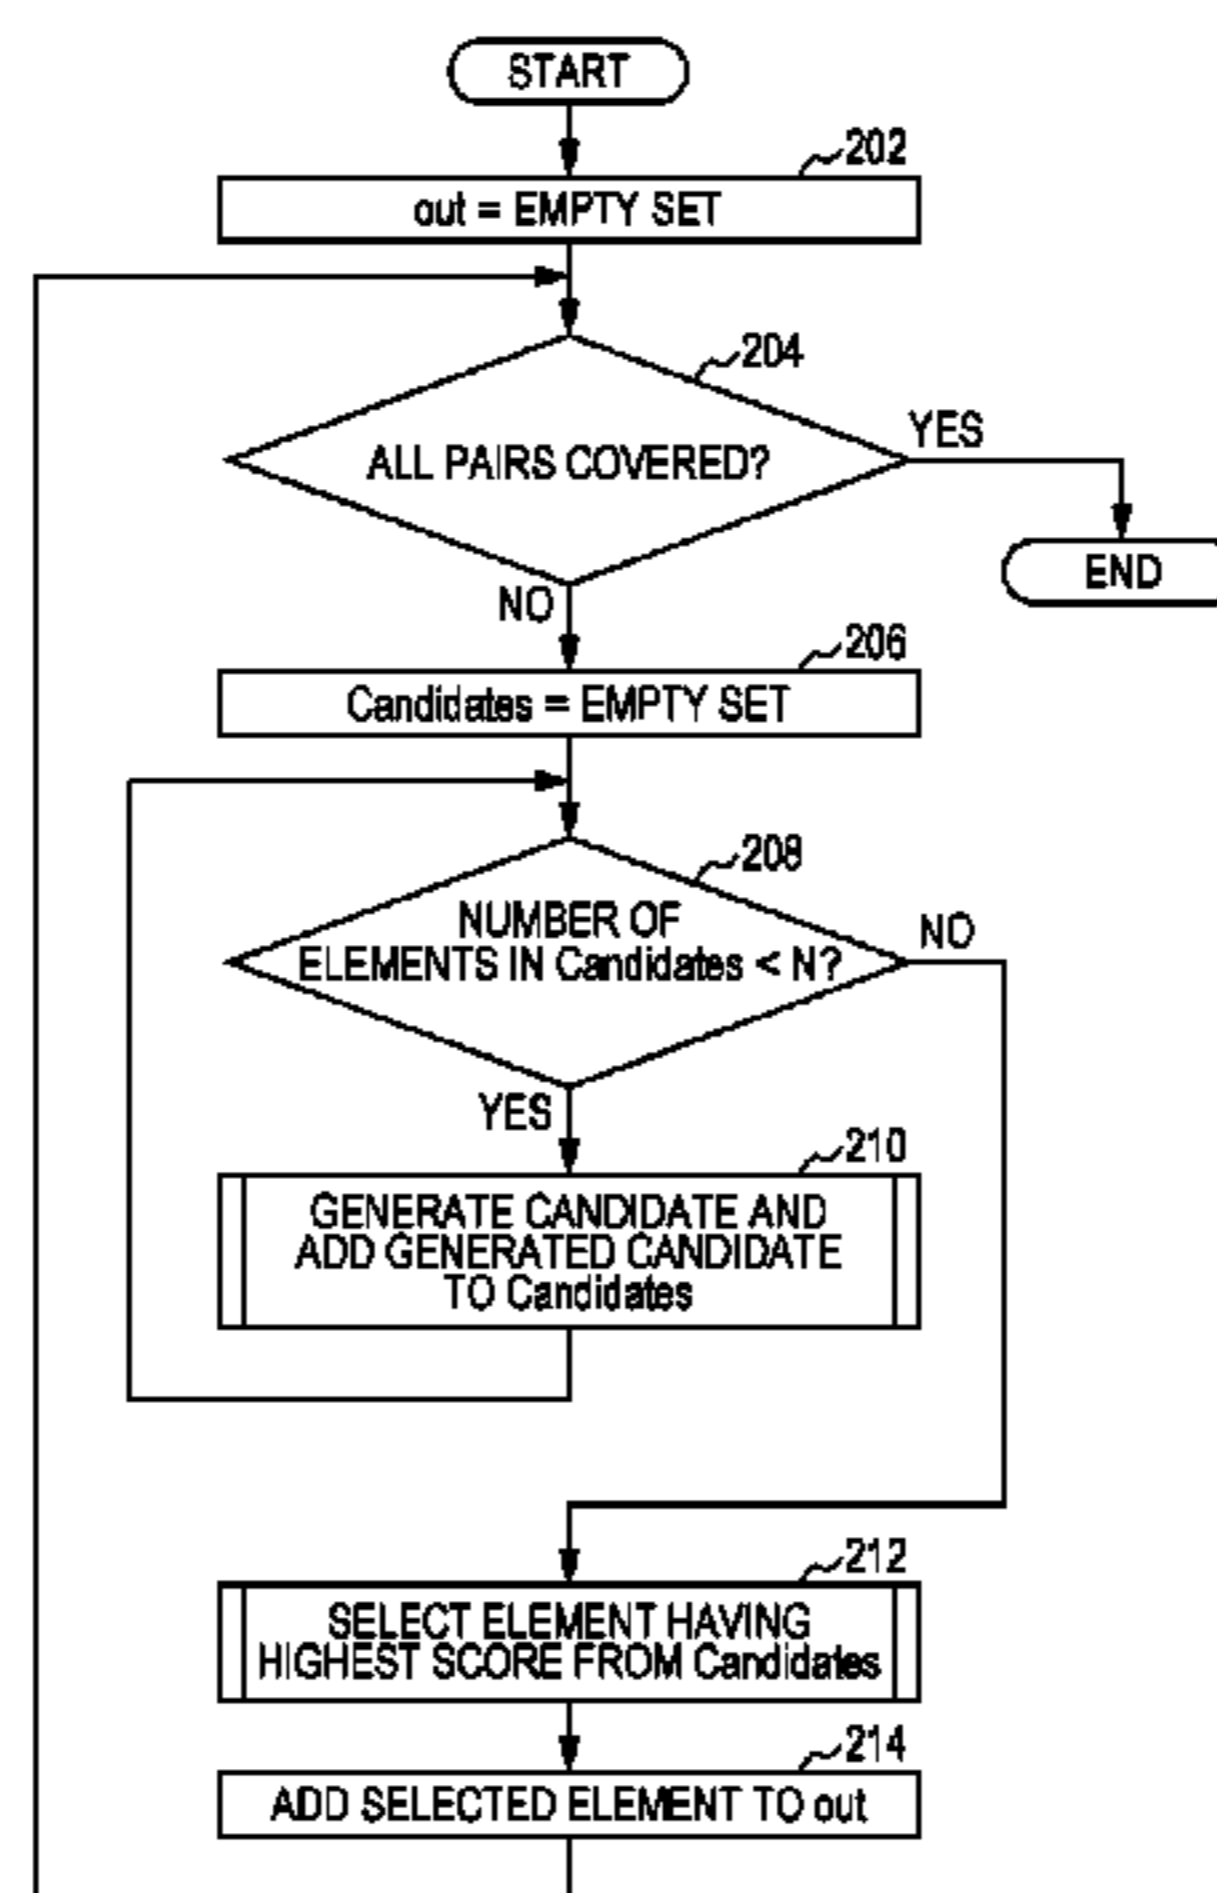 START
202
out = EMPTY SET
204
ALL PAIRS COVERED?
YES
END
NO
206
Candidates = EMPTY SET
208
NUMBER OF
ELEMENTS IN Candidates < N?
NO
YES
210
GENERATE CANDIDATE AND
ADD GENERATED CANDIDATE
TO Candidates
212
SELECT ELEMENT HAVING
HIGHEST SCORE FROM Candidates
214
ADD SELECTED ELEMENT TO out